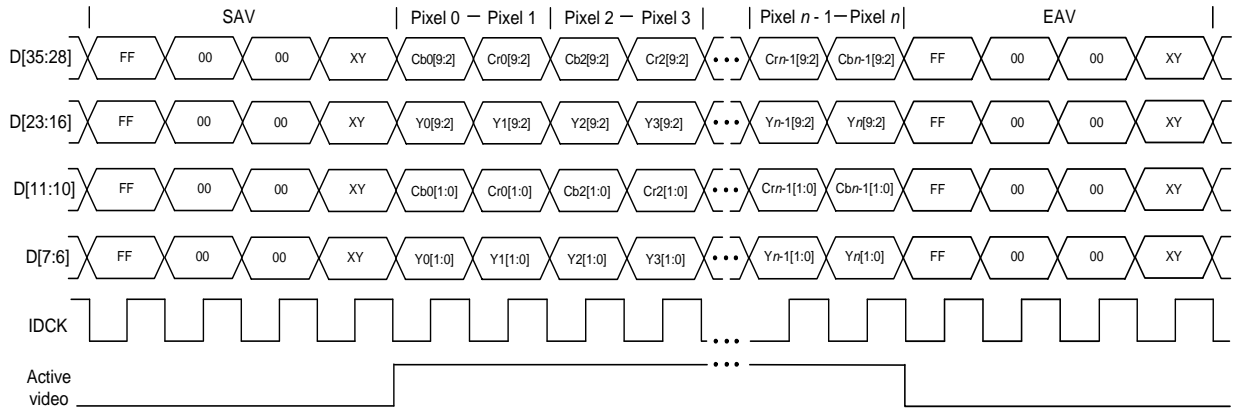 SAV Pixel 0 — Pixel 1 Pixel 2 — Pixel 3 Pixel n - 1—Pixel n EAV
D[35:28] FF 00 00 XY Cb0[9:2] Cr0[9:2] Cb2[9:2] Cr2[9:2] ••• Crn-1[9:2] Cbn-1[9:2] FF 00 00 XY
D[23:16] FF 00 00 XY Y0[9:2] Y1[9:2] Y2[9:2] Y3[9:2] ••• Yn-1[9:2] Yn[9:2] FF 00 00 XY
D[11:10] FF 00 00 XY Cb0[1:0] Cr0[1:0] Cb2[1:0] Cr2[1:0] ••• Crn-1[1:0] Cbn-1[1:0] FF 00 00 XY
D[7:6] FF 00 00 XY Y0[1:0] Y1[1:0] Y2[1:0] Y3[1:0] ••• Yn-1[1:0] Yn[1:0] FF 00 00 XY
IDCK •••
Active •••
video